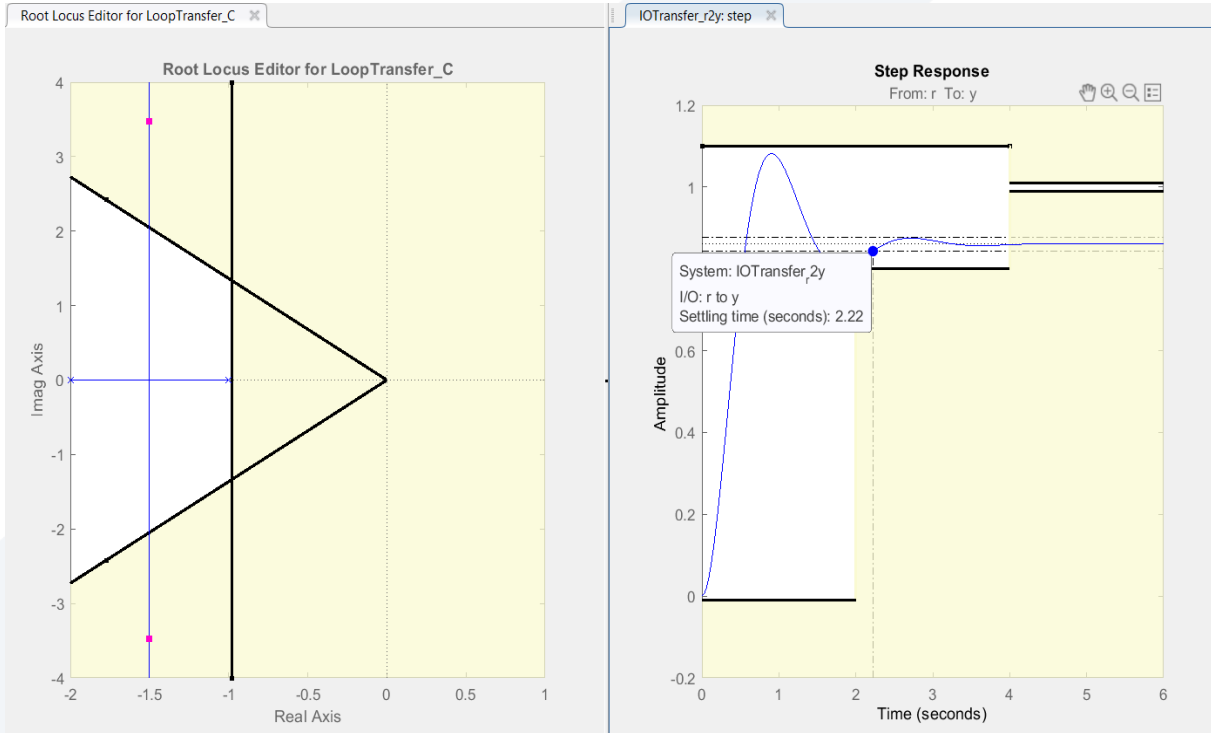 Root Locus Editor for LoopTransfer_C
Root Locus Editor for LoopTransfer_C
4
3
2
1
0
-1
-2
-3
-4
Imag Axis
-2
-1.5
-1
-0.5
0
0.5
1
Real Axis
IOTransfer_r2y: step
Step Response
From: r To: y
1.2
1
System: IOTransfer_r2y
I/O: r to y
Settling time (seconds): 2.22
0.6
0.4
0.2
0
-0.2
Amplitude
0
1
2
3
4
5
6
Time (seconds)